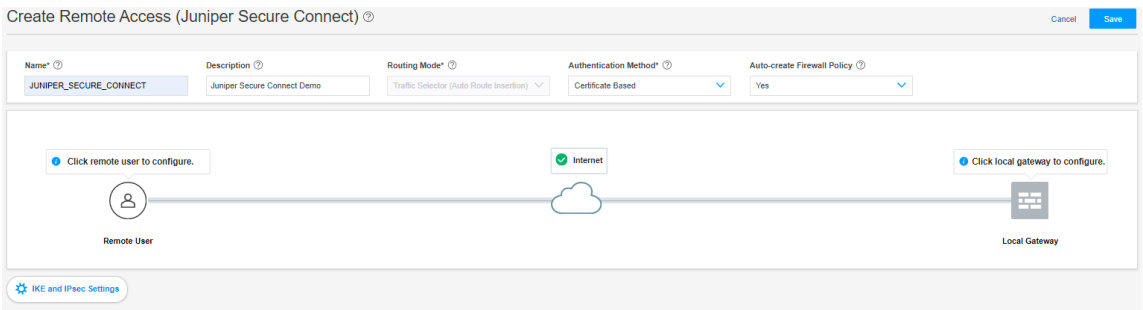 Create Remote Access (Juniper Secure Connect) ?
Cancel
Save
Name* ?
Description ?
Routing Mode* ?
Authentication Method* ?
Auto-create Firewall Policy ?
JUNIPER_SECURE_CONNECT
Juniper Secure Connect Demo
Traffic Selector (Auto Route Insertion)
Certificate Based
Yes
Click remote user to configure.
Internet
Click local gateway to configure.
Remote User
Local Gateway
IKE and IPsec Settings